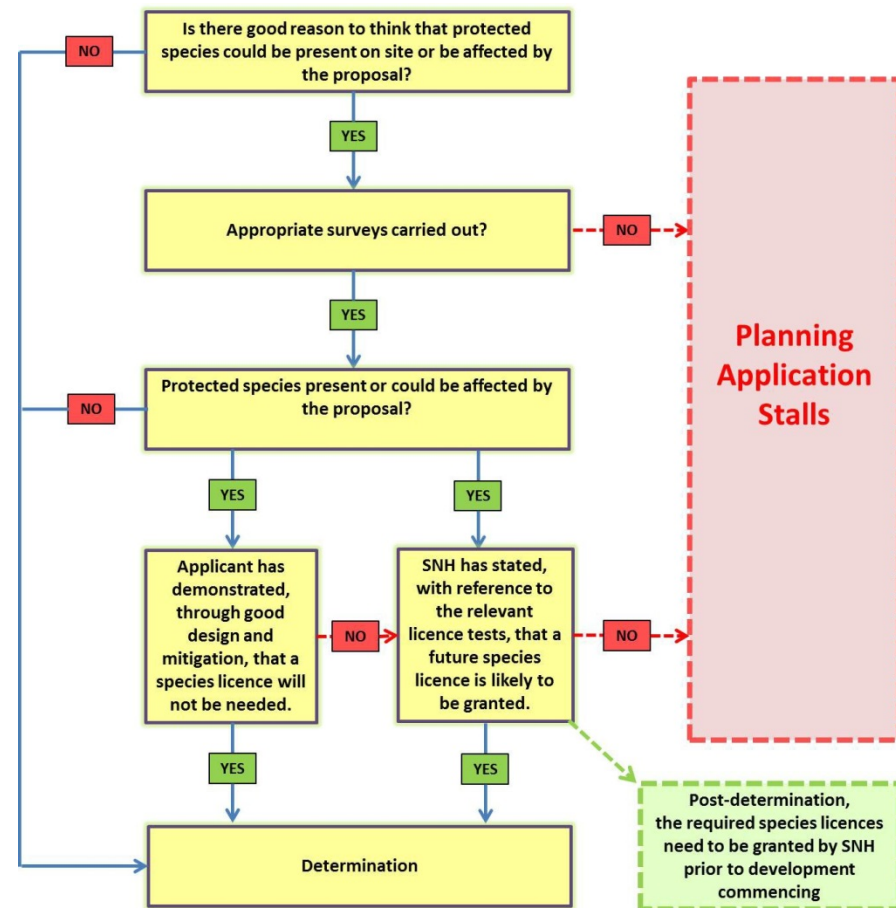 Is there good reason to think that protected
species could be present on site or be affected
by the proposal?
NO
YES
Appropriate surveys carried out?
NO
YES
Protected species present or could be affected by
the proposal?
NO
YES
YES
Applicant has
demonstrated,
through good
design and
mitigation, that a
species licence will
not be needed.
NO
SNH has stated,
with reference to
the relevant
licence tests, that a
future species
licence is likely to
be granted.
NO
YES
YES
Determination
Planning
Application
Stalls
Post-determination,
the required species licences
need to be granted by SNH
prior to development
commencing